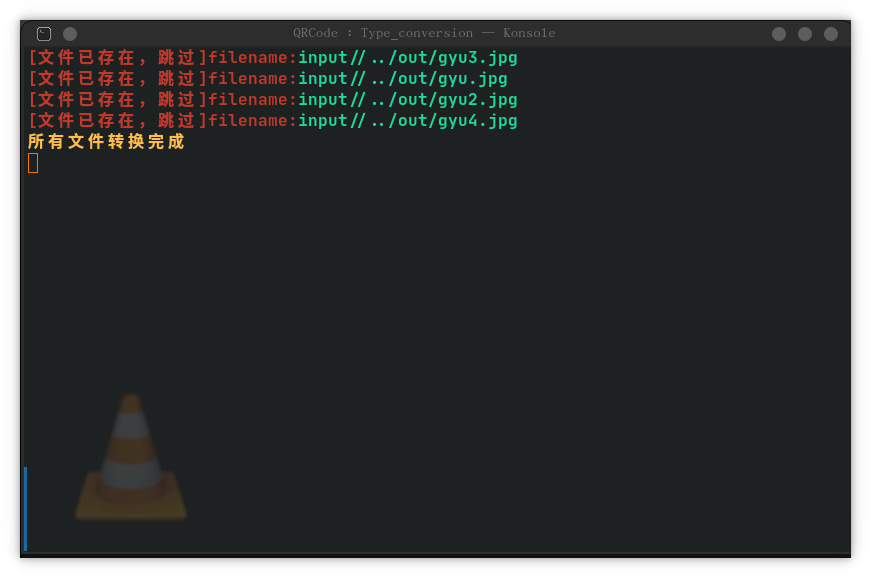 QRCode : Type_conversion — Konsole
[文件已存在, 跳过]filename:input//../out/gyu3.jpg
[文件已存在, 跳过]filename:input//../out/gyu.jpg
[文件已存在, 跳过]filename:input//../out/gyu2.jpg
[文件已存在, 跳过]filename:input//../out/gyu4.jpg
所有文件转换完成